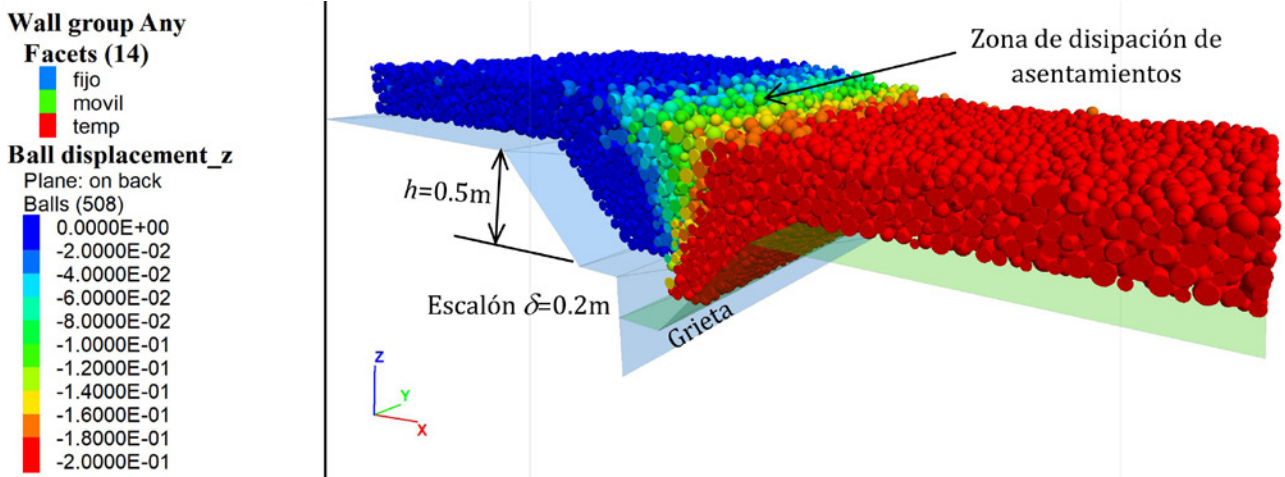 Wall group Any
Facets (14)
fijo
movil
temp
Ball displacement_z
Plane: on back
Balls (508)
0.0000E+00
-2.0000E-02
-4.0000E-02
-6.0000E-02
-8.0000E-02
-1.0000E-01
-1.2000E-01
-1.4000E-01
-1.6000E-01
-1.8000E-01
-2.0000E-01
Zona de disipación de
asentamientos
h=0.5m
Escalón δ=0.2m
Grieta
Z
Y
X